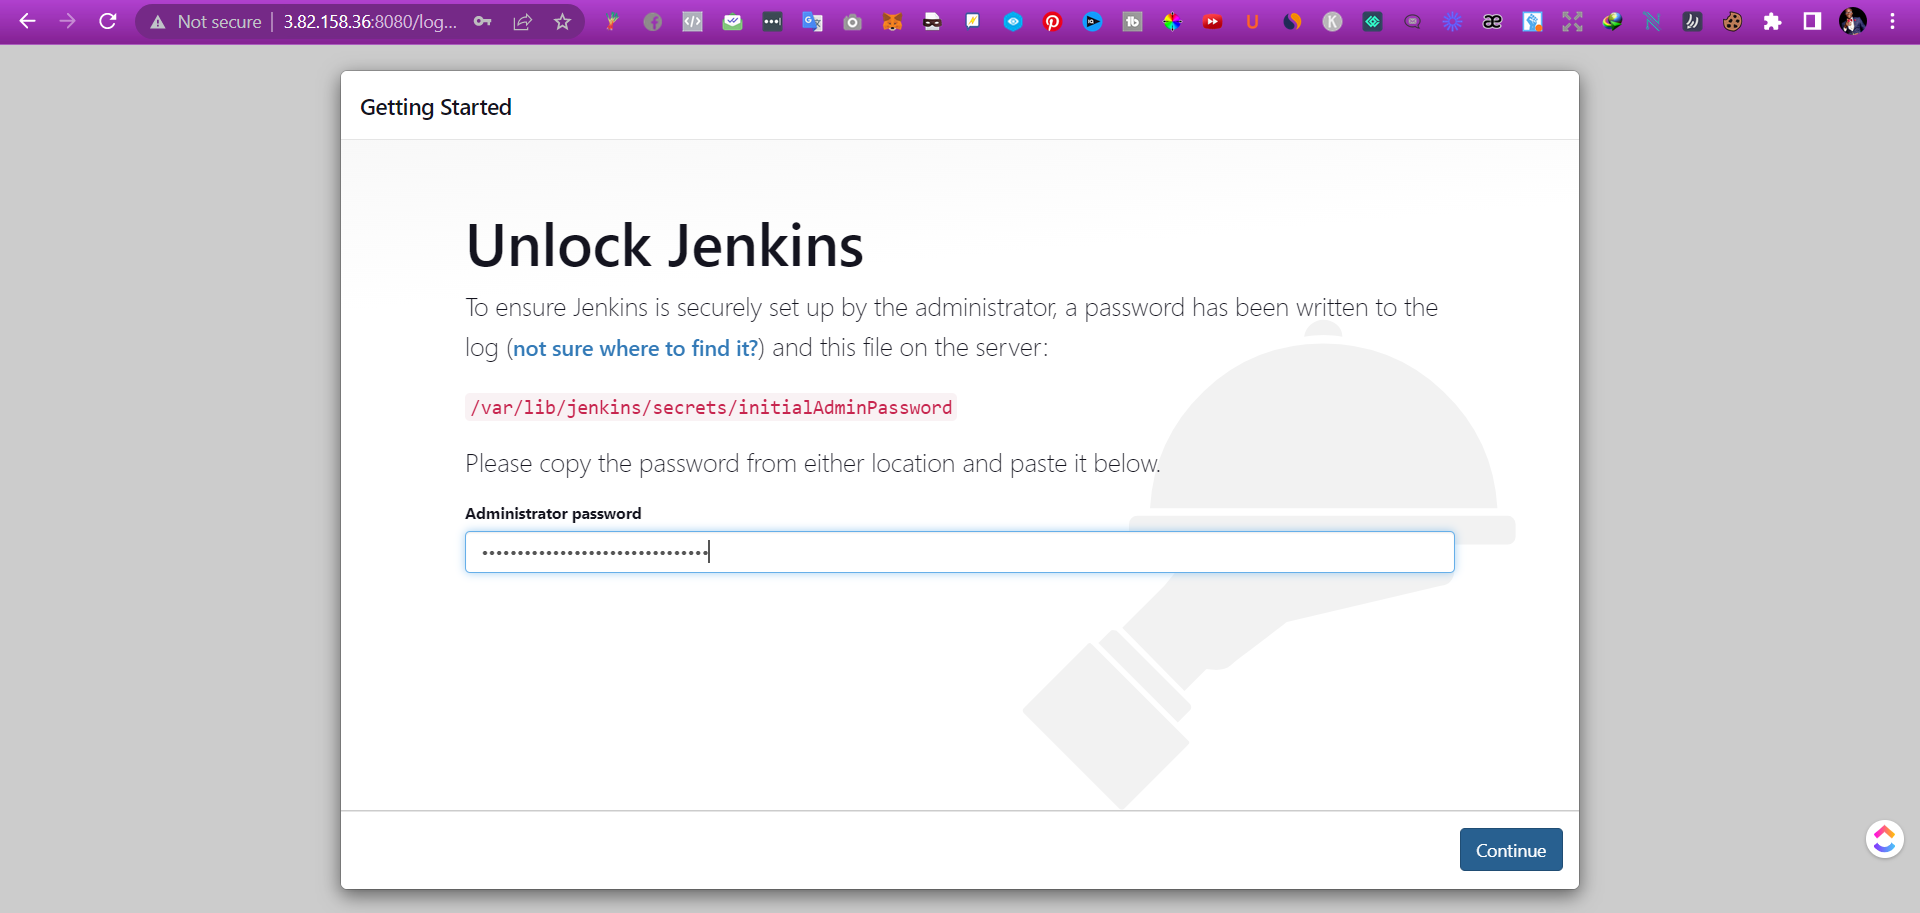 Not secure | 3.82.158.36:8080/log...
Getting Started
Unlock Jenkins
To ensure Jenkins is securely set up by the administrator, a password has been written to the
log (not sure where to find it?) and this file on the server:
/var/lib/jenkins/secrets/initialAdminPassword
Please copy the password from either location and paste it below.
Administrator password
••••••••••••••••••••••••••••••••
Continue